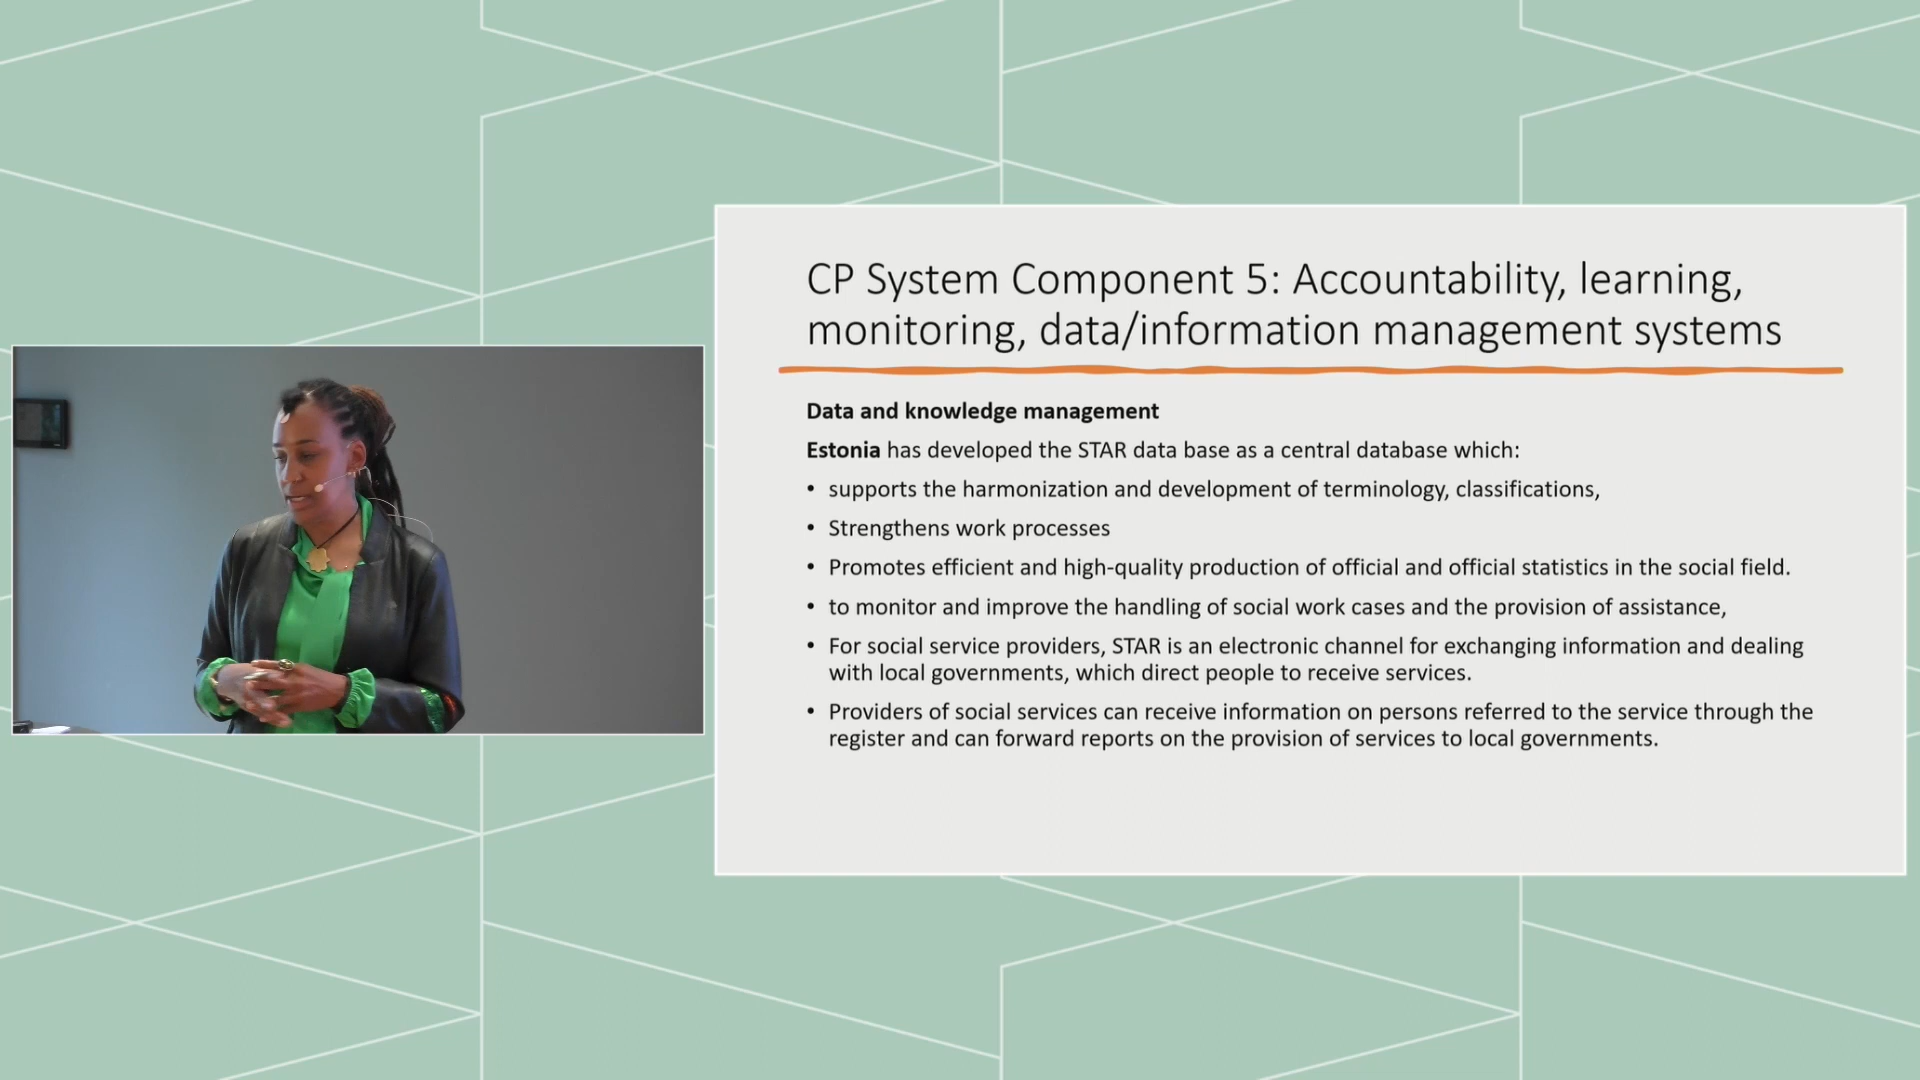 CP System Component 5: Accountability, learning,
monitoring, data/information management systems
Data and knowledge management
Estonia has developed the STAR data base as a central database which:
• supports the harmonization and development of terminology, classifications,
• Strengthens work processes
• Promotes efficient and high-quality production of official and official statistics in the social field.
• to monitor and improve the handling of social work cases and the provision of assistance,
• For social service providers, STAR is an electronic channel for exchanging information and dealing
with local governments, which direct people to receive services.
• Providers of social services can receive information on persons referred to the service through the
register and can forward reports on the provision of services to local governments.